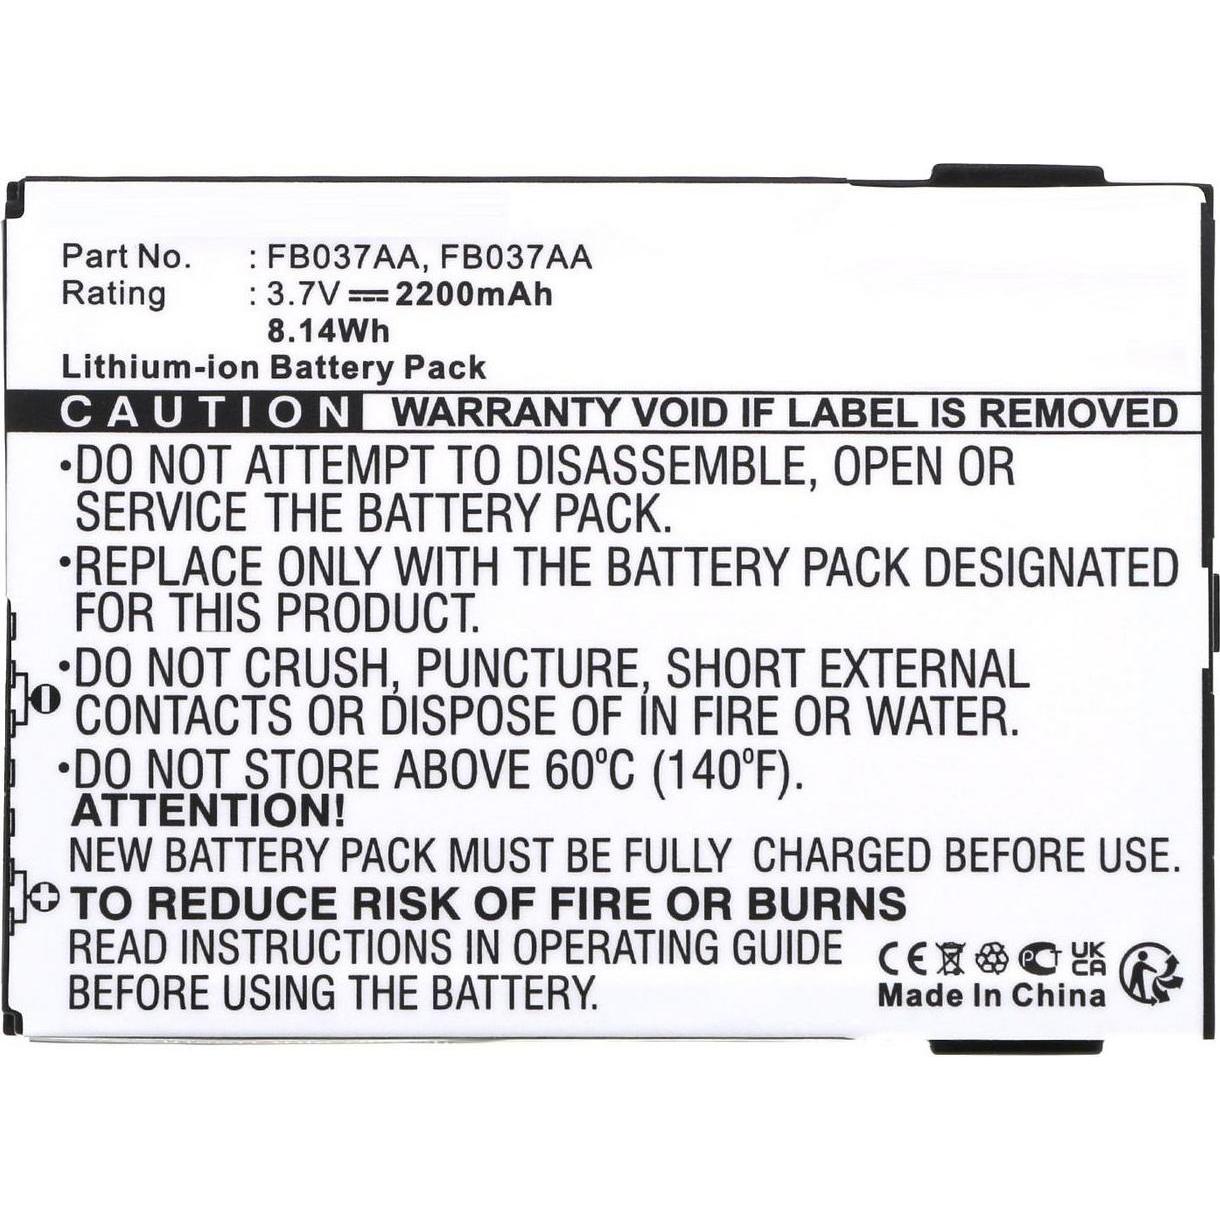 Part No. : FB037AA, FB037AA
Rating : 3.7V 2200mAh
8.14Wh
Lithium-ion Battery Pack
CAUTION WARRANTY VOID IF LABEL IS REMOVED
•DO NOT ATTEMPT TO DISASSEMBLE, OPEN OR
SERVICE THE BATTERY PACK.
•REPLACE ONLY WITH THE BATTERY PACK DESIGNATED
FOR THIS PRODUCT.
•DO NOT CRUSH, PUNCTURE, SHORT EXTERNAL
CONTACTS OR DISPOSE OF IN FIRE OR WATER.
•DO NOT STORE ABOVE 60ºC (140ºF).
ATTENTION!
NEW BATTERY PACK MUST BE FULLY CHARGED BEFORE USE.
TO REDUCE RISK OF FIRE OR BURNS
READ INSTRUCTIONS IN OPERATING GUIDE
BEFORE USING THE BATTERY.
CE PCT UK CA
Made In China